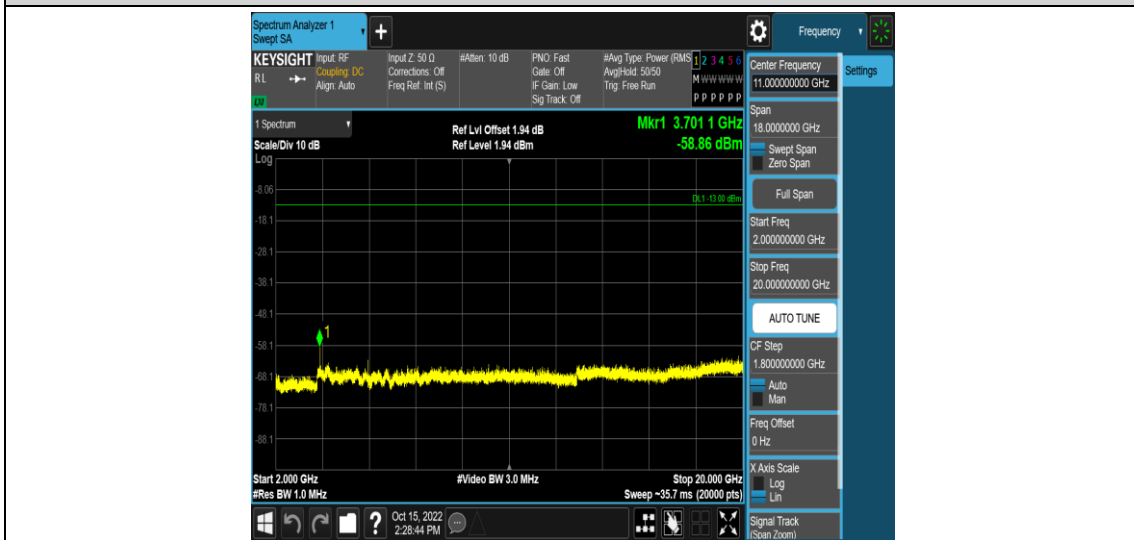 Spectrum Analyzer 1
Swept SA
+
Frequency
KEYSIGHT
RL
LXI
Input: RF
Coupling: DC
Align: Auto
Input Z: 50 Ω
Corrections: Off
Freq Ref: Int (S)
#Atten: 10 dB
PNO: Fast
Gate: Off
IF Gain: Low
Sig Track: Off
#Avg Type: Power (RMS
Avg|Hold: 50/50
Trig: Free Run
1 2 3 4 5 6
M W W W W W
P P P P P P
1 Spectrum
Scale/Div 10 dB
Log
Ref Lvl Offset 1.94 dB
Ref Level 1.94 dBm
Mkr1 3.701 1 GHz
-58.86 dBm
-8.06
DL1 -13.00 dBm
-18.1
-28.1
-38.1
-48.1
1
-58.1
-68.1
-78.1
-88.1
Start 2.000 GHz
#Res BW 1.0 MHz
#Video BW 3.0 MHz
Stop 20.000 GHz
Sweep ~35.7 ms (20000 pts)
Center Frequency
11.000000000 GHz
Settings
Span
18.0000000 GHz
Swept Span
Zero Span
Full Span
Start Freq
2.000000000 GHz
Stop Freq
20.000000000 GHz
AUTO TUNE
CF Step
1.800000000 GHz
Auto
Man
Freq Offset
0 Hz
X Axis Scale
Log
Lin
Signal Track
(Span Zoom)
?
Oct 15, 2022
2:28:44 PM